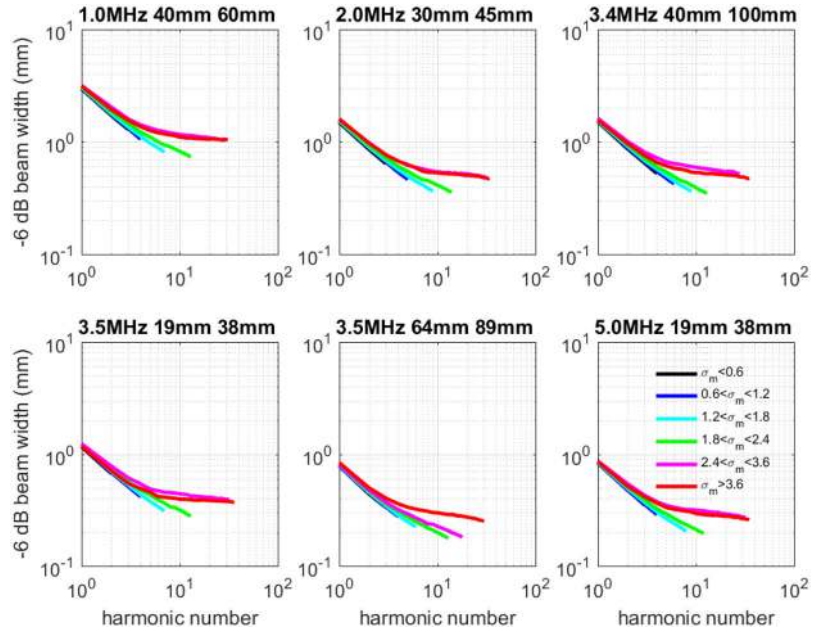 1.0MHz 40mm 60mm
2.0MHz 30mm 45mm
3.4MHz 40mm 100mm
-6 dB beam width (mm)
10^1
10^0
10^-1
10^0
10^1
10^2
10^1
10^0
10^-1
10^0
10^1
10^2
10^1
10^0
10^-1
10^0
10^1
10^2
3.5MHz 19mm 38mm
3.5MHz 64mm 89mm
5.0MHz 19mm 38mm
-6 dB beam width (mm)
10^1
10^0
10^-1
10^0
10^1
10^2
harmonic number
10^1
10^0
10^-1
10^0
10^1
10^2
harmonic number
10^1
10^0
10^-1
σ_m<0.6
0.6<σ_m<1.2
1.2<σ_m<1.8
1.8<σ_m<2.4
2.4<σ_m<3.6
σ_m>3.6
10^0
10^1
10^2
harmonic number